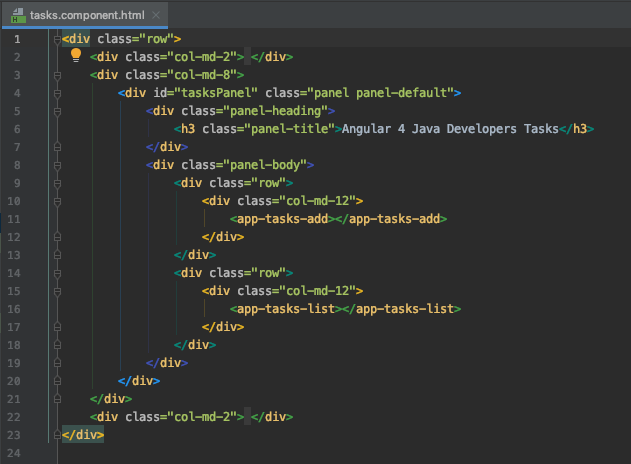 tasks.component.html
1 <div class="row">
2     <div class="col-md-2"> </div>
3     <div class="col-md-8">
4         <div id="tasksPanel" class="panel panel-default">
5             <div class="panel-heading">
6                 <h3 class="panel-title">Angular 4 Java Developers Tasks</h3>
7             </div>
8             <div class="panel-body">
9                 <div class="row">
10                     <div class="col-md-12">
11                         <app-tasks-add></app-tasks-add>
12                     </div>
13                 </div>
14                 <div class="row">
15                     <div class="col-md-12">
16                         <app-tasks-list></app-tasks-list>
17                     </div>
18                 </div>
19             </div>
20         </div>
21     </div>
22     <div class="col-md-2"> </div>
23 </div>
24